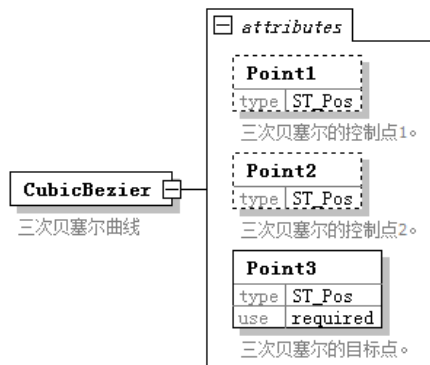 attributes
Point1
type ST_Pos
三次贝塞尔的控制点1。
Point2
type ST_Pos
三次贝塞尔的控制点2。
CubicBezier
三次贝塞尔曲线
Point3
type ST_Pos
use required
三次贝塞尔的目标点。